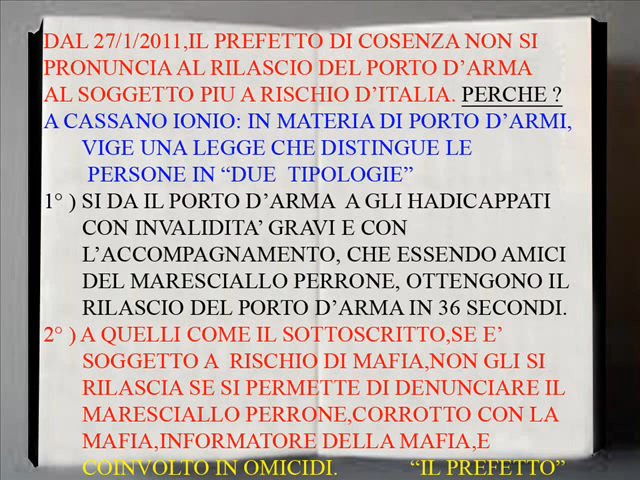 DAL 27/1/2011,IL PREFETTO DI COSENZA NON SI
PRONUNCIA AL RILASCIO DEL PORTO D'ARMA
AL SOGGETTO PIU A RISCHIO D'ITALIA. PERCHE ?
A CASSANO IONIO: IN MATERIA DI PORTO D'ARMI,
VIGE UNA LEGGE CHE DISTINGUE LE
PERSONE IN “DUE TIPOLOGIE”
1° ) SI DA IL PORTO D'ARMA A GLI HADICAPPATI
CON INVALIDITA' GRAVI E CON
L'ACCOMPAGNAMENTO, CHE ESSENDO AMICI
DEL MARESCIALLO PERRONE, OTTENGONO IL
RILASCIO DEL PORTO D'ARMA IN 36 SECONDI.
2° ) A QUELLI COME IL SOTTOSCRITTO,SE E'
SOGGETTO A RISCHIO DI MAFIA,NON GLI SI
RILASCIA SE SI PERMETTE DI DENUNCIARE IL
MARESCIALLO PERRONE,CORROTTO CON LA
MAFIA,INFORMATORE DELLA MAFIA,E
COINVOLTO IN OMICIDI. “IL PREFETTO”